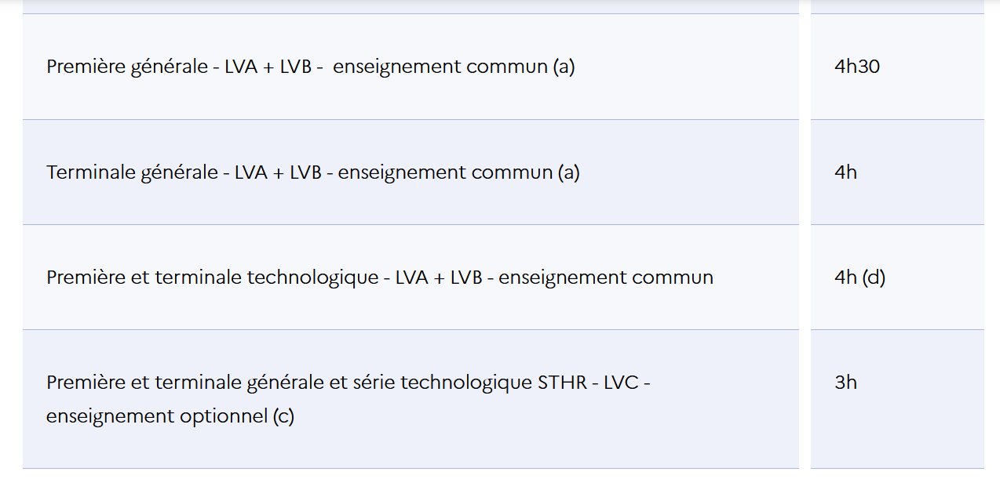 Première générale - LVA + LVB -  enseignement commun (a) 4h30
Terminale générale - LVA + LVB - enseignement commun (a) 4h
Première et terminale technologique - LVA + LVB - enseignement commun 4h (d)
Première et terminale générale et série technologique STHR - LVC - 3h
enseignement optionnel (c)